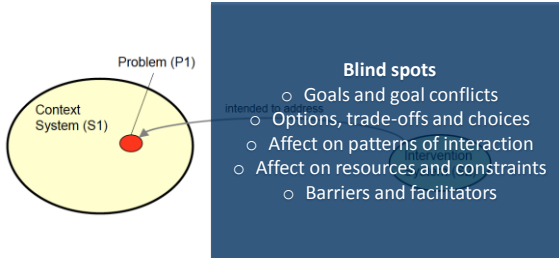 Problem (P1)
Context
System (S1)
Blind spots
○ Goals and goal conflicts
intended to address
○ Options, trade-offs and choices
○ Affect on patterns of interaction
Intervention
○ Affect on resources and constraints
○ Barriers and facilitators